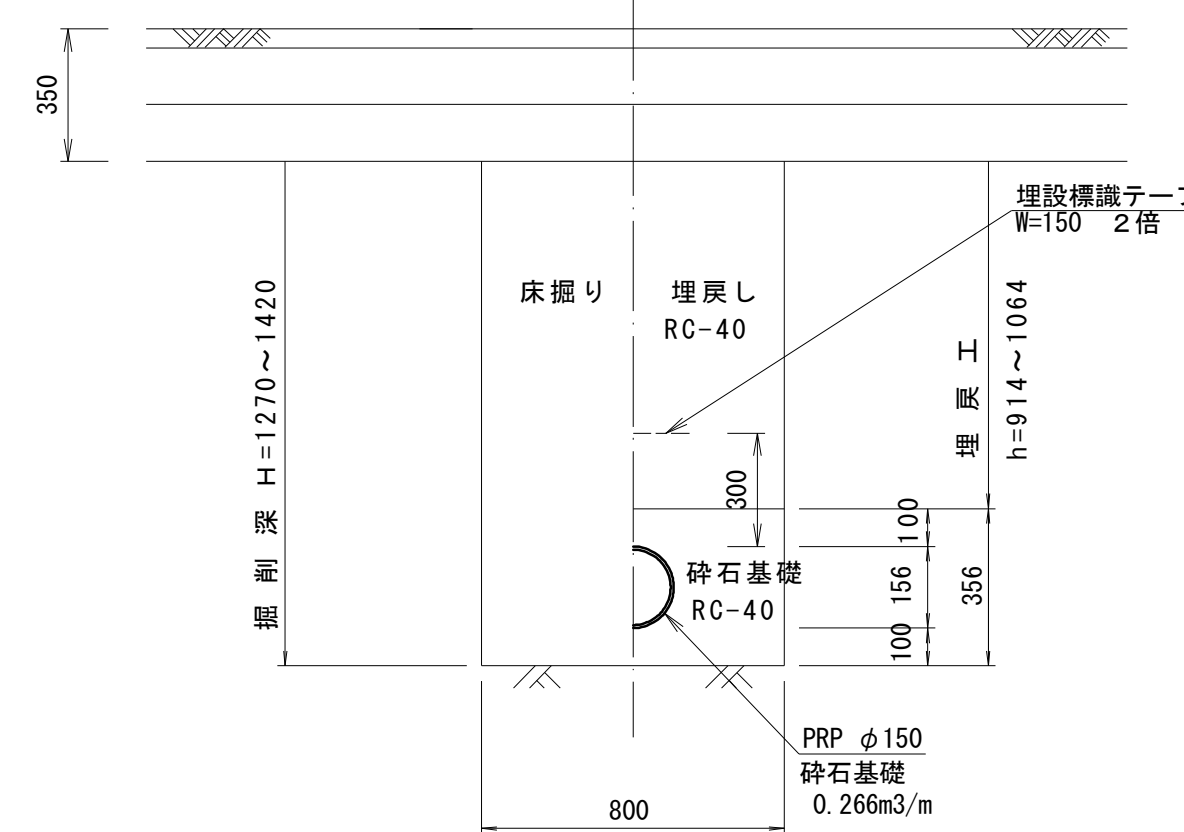 350
埋設標識テープ
W=150 2倍
床掘り
埋戻し
RC-40
掘削深 H=1270～1420
埋戻工
h=914～1064
300
100
156
100
356
砕石基礎
RC-40
PRP φ150
砕石基礎
0.266m3/m
800